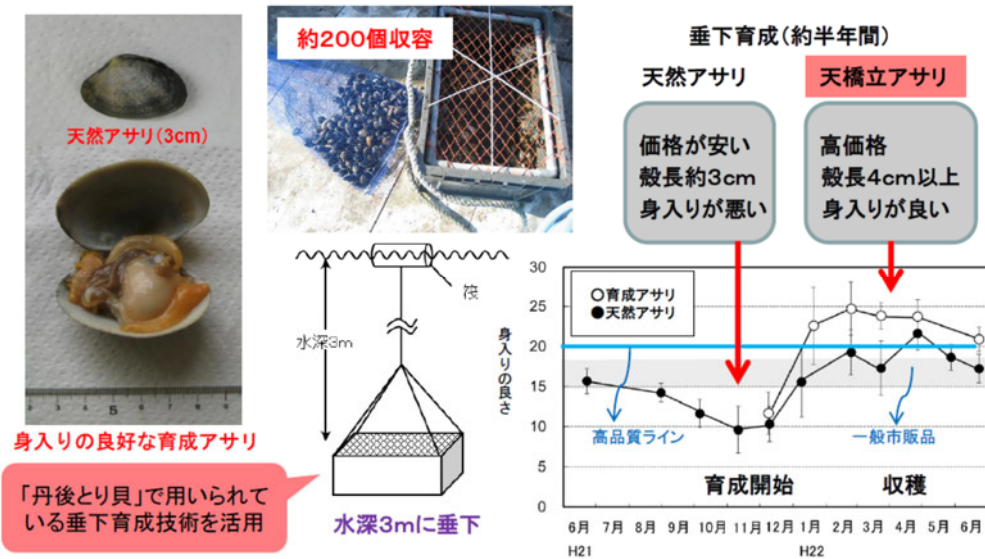 天然アサリ(3cm)
身入りの良好な育成アサリ
「丹後とり貝」で用いられて
いる垂下育成技術を活用
約200個収容
筏
水深3m
水深3mに垂下
垂下育成(約半年間)
天然アサリ
価格が安い
殻長約3cm
身入りが悪い
天橋立アサリ
高価格
殻長4cm以上
身入りが良い
身入りの良さ
30
25
20
15
10
5
0
○育成アサリ
●天然アサリ
高品質ライン
一般市販品
育成開始
収穫
6月 7月 8月 9月 10月 11月 12月 1月 2月 3月 4月 5月 6月
H21 H22